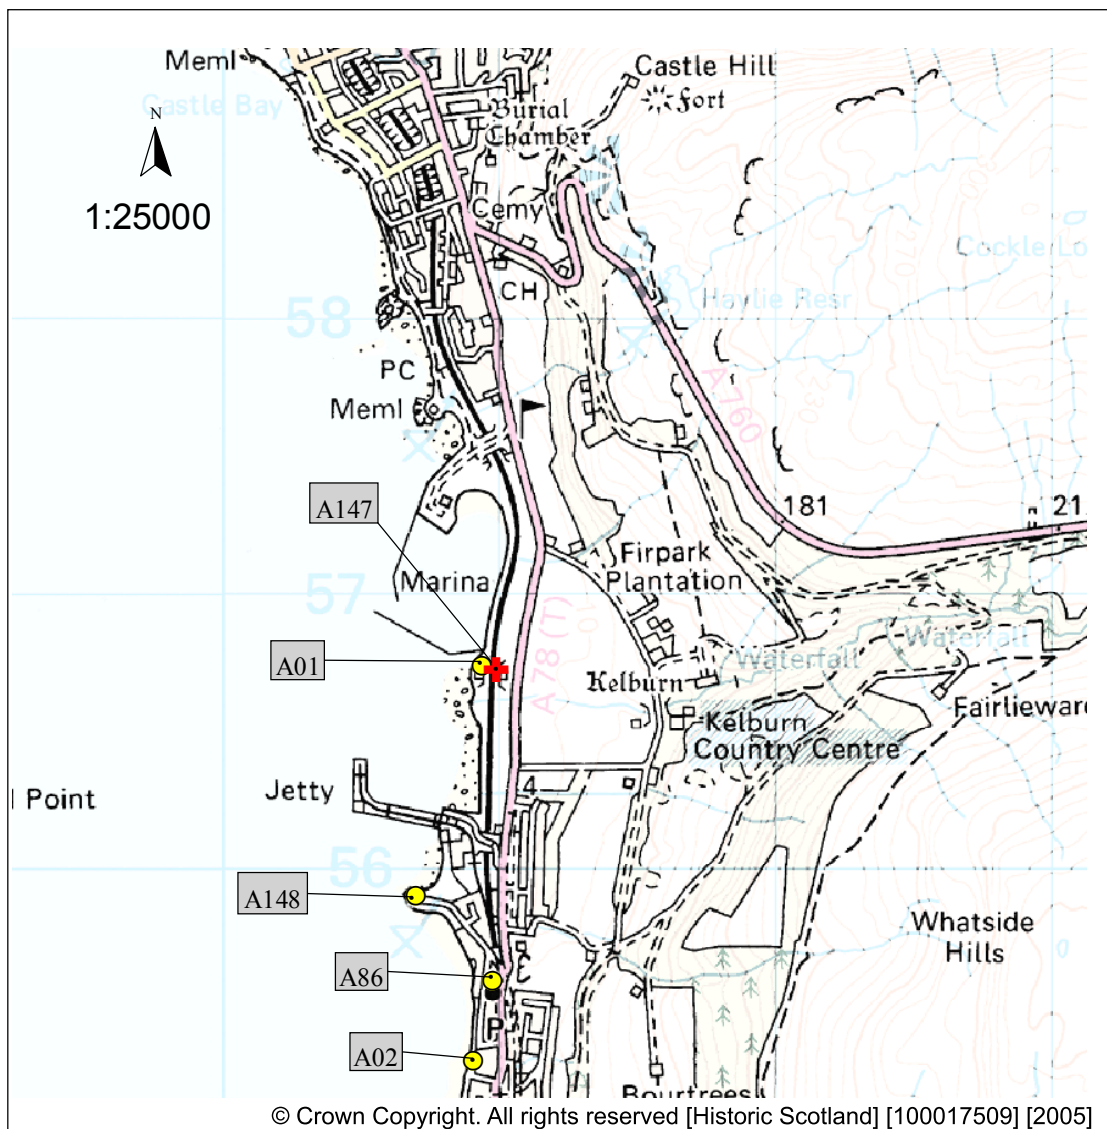 Meml
Castle Hill
Fort
Castle Bay
Burial
Chamber
N
1:25000
Cemy
Cockle Lo
CH
Haylie Resr
58
PC
A 760
Meml
A147
181
21
Firpark
Plantation
Marina
57
A01
A78 (T)
Waterfall
Waterfall
Kelburn
Fairlieward
Kelburn
Country Centre
Jetty
l Point
4
56
A148
Whatside
Hills
A86
P
A02
Bourtrees
© Crown Copyright. All rights reserved [Historic Scotland] [100017509] [2005]